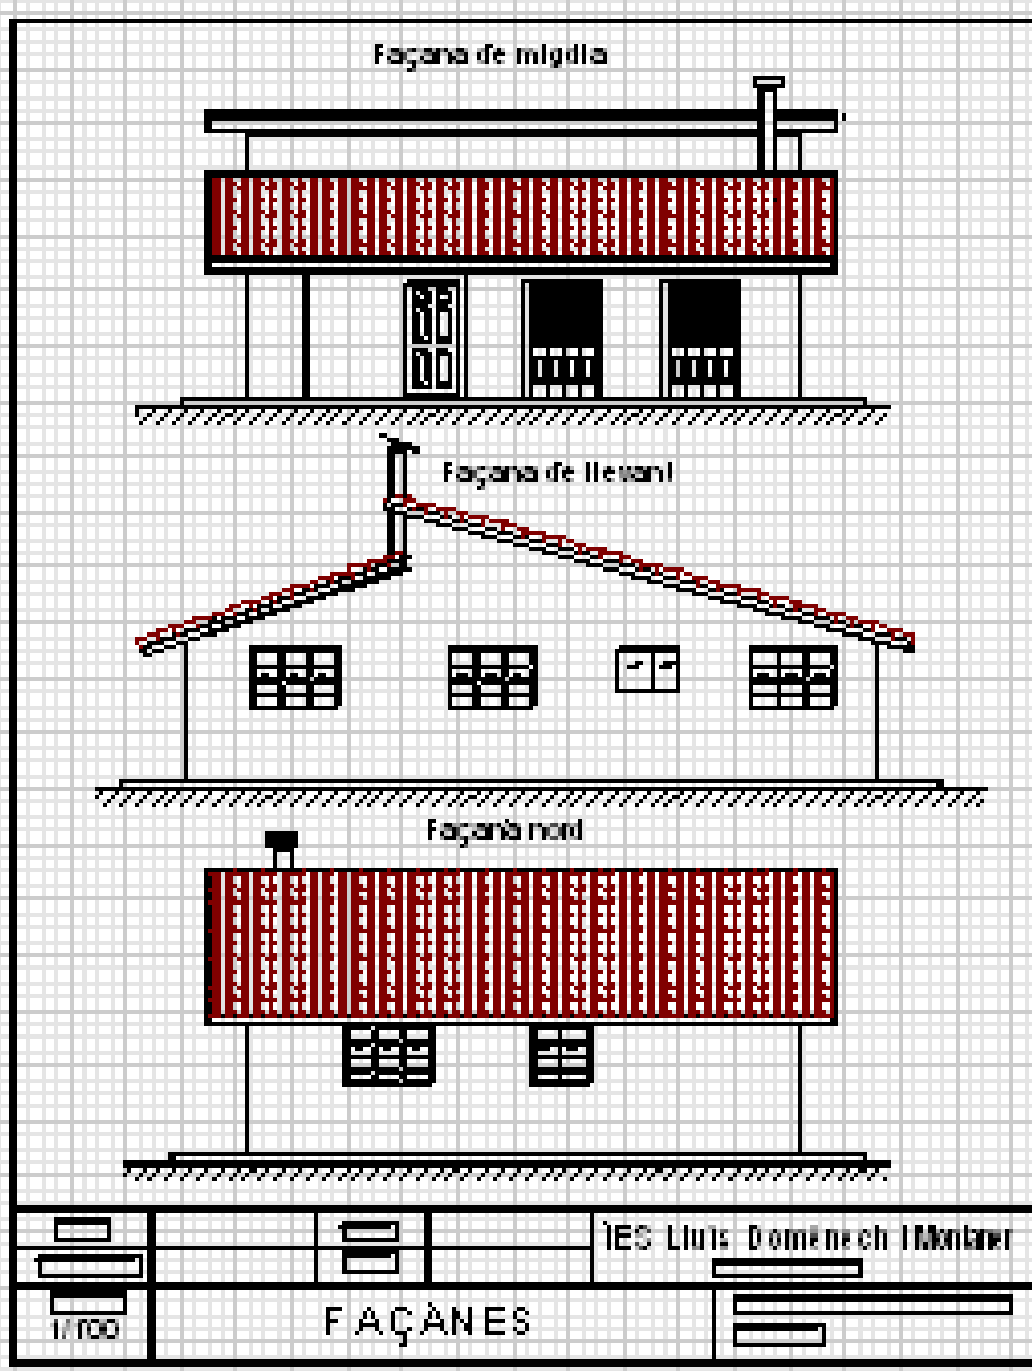 Façana de migdia
Façana de llevant
Façana nord
IES Lluís Domènech i Montaner
1/100
FAÇANES